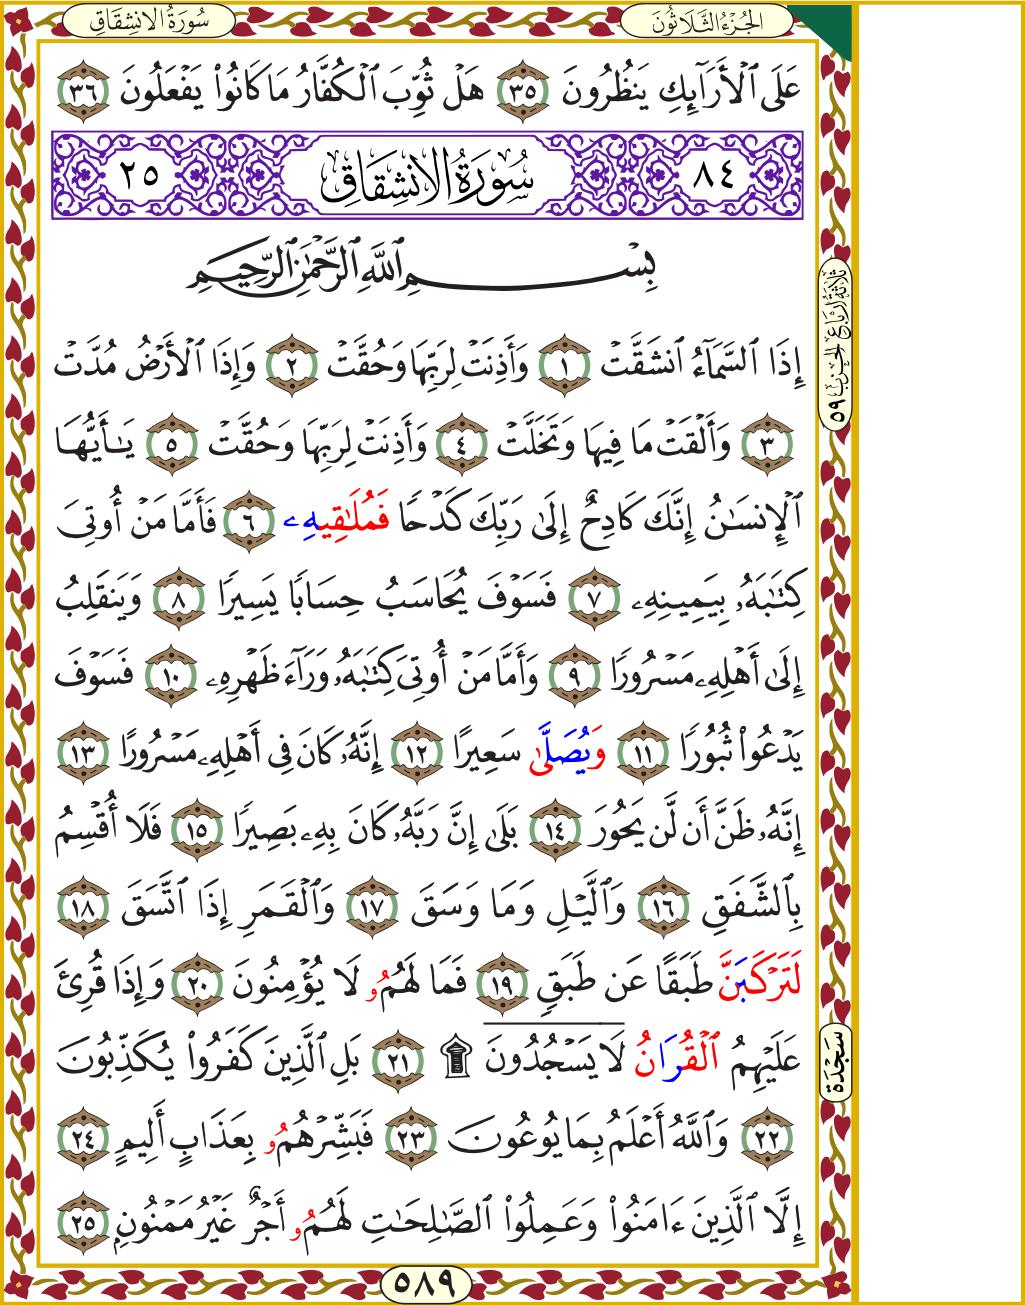 سُورَةُ الانشِقَاقِ
الجُزْءُ الثَّلَاثُونَ
عَلَى ٱلۡأَرَآئِكِ يَنظُرُونَ ٣٥ هَلۡ ثُوِّبَ ٱلۡكُفَّارُ مَا كَانُواْ يَفۡعَلُونَ ٣٦
٨٤ سُورَةُ الانشِقَاقِ ٢٥
بِسۡمِ ٱللَّهِ ٱلرَّحۡمَٰنِ ٱلرَّحِيمِ
إِذَا ٱلسَّمَآءُ ٱنشَقَّتۡ ١ وَأَذِنَتۡ لِرَبِّهَا وَحُقَّتۡ ٢ وَإِذَا ٱلۡأَرۡضُ مُدَّتۡ
٣ وَأَلۡقَتۡ مَا فِيهَا وَتَخَلَّتۡ ٤ وَأَذِنَتۡ لِرَبِّهَا وَحُقَّتۡ ٥ يَٰٓأَيُّهَا
ٱلۡإِنسَٰنُ إِنَّكَ كَادِحٌ إِلَىٰ رَبِّكَ كَدۡحٗا فَمُلَٰقِيهِۦ ٦ فَأَمَّا مَنۡ أُوتِيَ
كِتَٰبَهُۥ بِيَمِينِهِۦ ٧ فَسَوۡفَ يُحَاسَبُ حِسَابٗا يَسِيرٗا ٨ وَيَنقَلِبُ
إِلَىٰٓ أَهۡلِهِۦ مَسۡرُورٗا ٩ وَأَمَّا مَنۡ أُوتِيَ كِتَٰبَهُۥ وَرَآءَ ظَهۡرِهِۦ ١٠ فَسَوۡفَ
يَدۡعُواْ ثُبُورٗا ١١ وَيُصَلَّىٰ سَعِيرًا ١٢ إِنَّهُۥ كَانَ فِيٓ أَهۡلِهِۦ مَسۡرُورًا ١٣
إِنَّهُۥ ظَنَّ أَن لَّن يَحُورَ ١٤ بَلَىٰٓ إِنَّ رَبَّهُۥ كَانَ بِهِۦ بَصِيرٗا ١٥ فَلَآ أُقۡسِمُ
بِٱلشَّفَقِ ١٦ وَٱلَّيۡلِ وَمَا وَسَقَ ١٧ وَٱلۡقَمَرِ إِذَا ٱتَّسَقَ ١٨
لَتَرۡكَبَنَّ طَبَقًا عَن طَبَقٖ ١٩ فَمَا لَهُمُۥ لَا يُؤۡمِنُونَ ٢٠ وَإِذَا قُرِئَ
عَلَيۡهِمُ ٱلۡقُرَانُ لَا يَسۡجُدُونَ ۩ ٢١ بَلِ ٱلَّذِينَ كَفَرُواْ يُكَذِّبُونَ
٢٢ وَٱللَّهُ أَعۡلَمُ بِمَا يُوعُونَ ٢٣ فَبَشِّرۡهُمُۥ بِعَذَابٍ أَلِيمٍ ٢٤
إِلَّا ٱلَّذِينَ ءَامَنُواْ وَعَمِلُواْ ٱلصَّٰلِحَٰتِ لَهُمُۥٓ أَجۡرٌ غَيۡرُ مَمۡنُونِۭ ٢٥
ثَلَاثَةُ أَرْبَاعِ الحِزْبِ ٥٩
سَجْدَة
٥٨٩